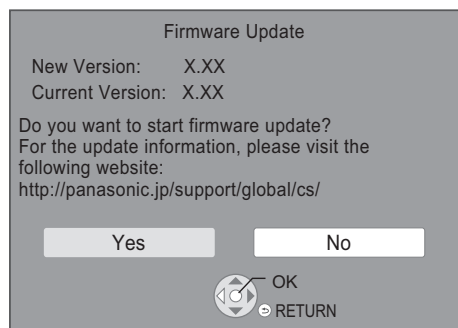 Firmware Update
New Version: X.XX
Current Version: X.XX
Do you want to start firmware update?
For the update information, please visit the
following website:
http://panasonic.jp/support/global/cs/
Yes No
OK
RETURN